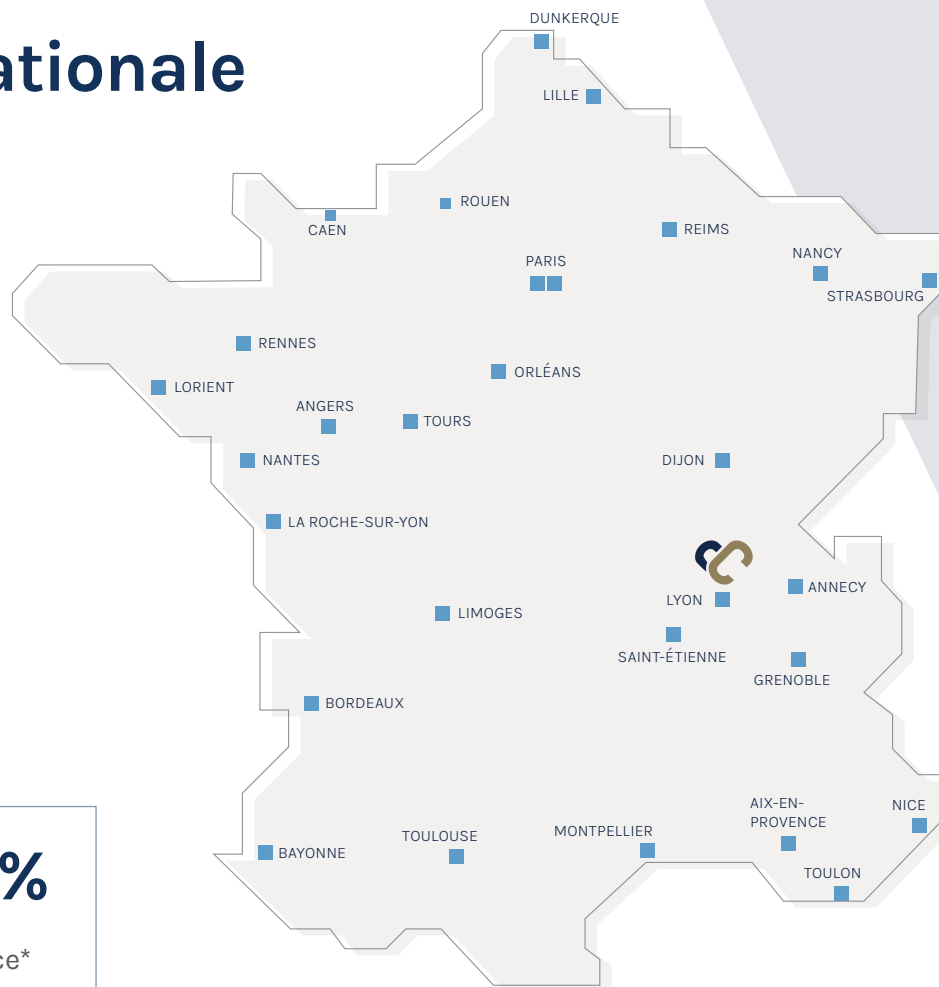 DUNKERQUE
ationale
LILLE
ROUEN
CAEN
REIMS
NANCY
PARIS
STRASBOURG
RENNES
ORLÉANS
LORIENT
ANGERS
TOURS
NANTES
DIJON
LA ROCHE-SUR-YON
ANNECY
LYON
LIMOGES
SAINT-ÉTIENNE
GRENOBLE
BORDEAUX
AIX-EN-
PROVENCE
NICE
MONTPELLIER
TOULOUSE
BAYONNE
TOULON
%
ce*